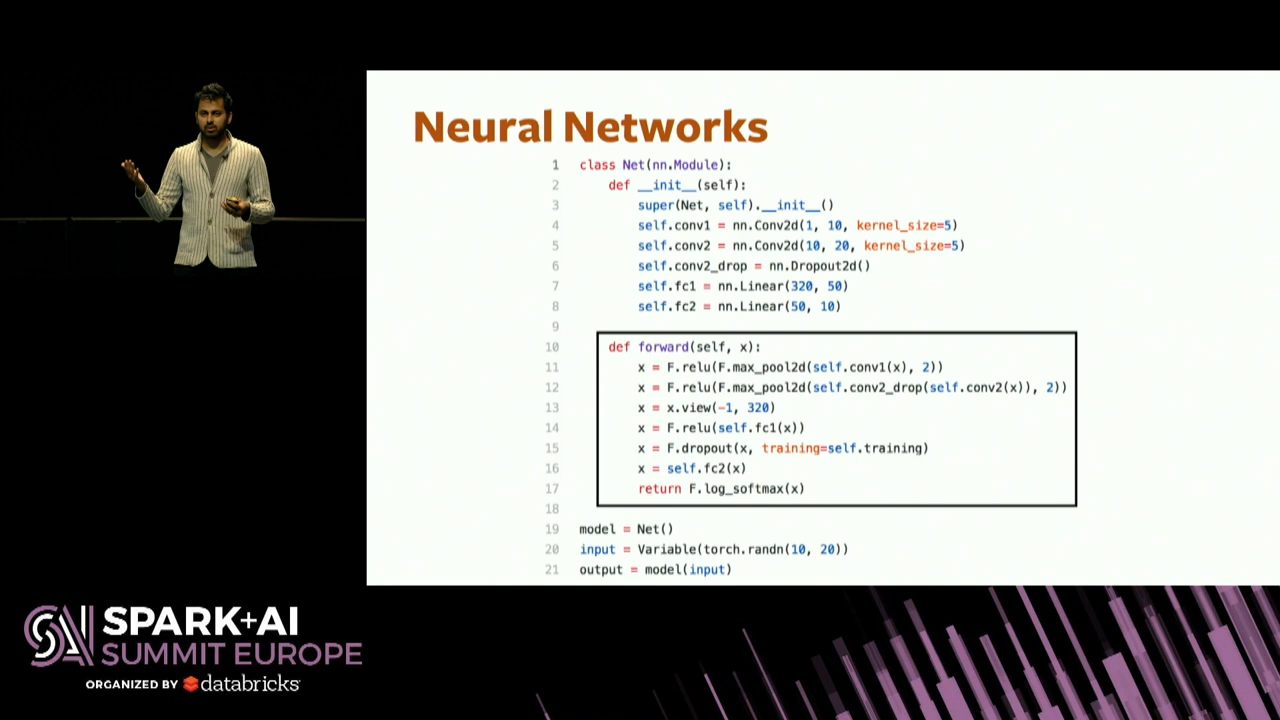 Neural Networks
1 class Net(nn.Module):
2 def __init__(self):
3 super(Net, self).__init__()
4 self.conv1 = nn.Conv2d(1, 10, kernel_size=5)
5 self.conv2 = nn.Conv2d(10, 20, kernel_size=5)
6 self.conv2_drop = nn.Dropout2d()
7 self.fc1 = nn.Linear(320, 50)
8 self.fc2 = nn.Linear(50, 10)
9
10 def forward(self, x):
11 x = F.relu(F.max_pool2d(self.conv1(x), 2))
12 x = F.relu(F.max_pool2d(self.conv2_drop(self.conv2(x)), 2))
13 x = x.view(-1, 320)
14 x = F.relu(self.fc1(x))
15 x = F.dropout(x, training=self.training)
16 x = self.fc2(x)
17 return F.log_softmax(x)
18
19 model = Net()
20 input = Variable(torch.randn(10, 20))
21 output = model(input)
SPARK+AI
SUMMIT EUROPE
ORGANIZED BY databricks